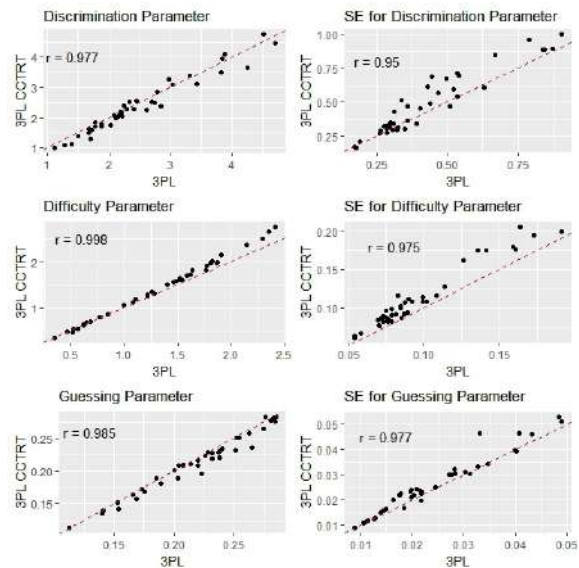 Discrimination Parameter
r = 0.977
3PL CCTRT
4
3
2
1
1 2 3 4
3PL
SE for Discrimination Parameter
r = 0.95
3PL CCTRT
1.00
0.75
0.50
0.25
0.25 0.50 0.75
3PL
Difficulty Parameter
r = 0.998
3PL CCTRT
2
1
0.5 1.0 1.5 2.0 2.5
3PL
SE for Difficulty Parameter
r = 0.975
3PL CCTRT
0.20
0.15
0.10
0.05 0.10 0.15
3PL
Guessing Parameter
r = 0.985
3PL CCTRT
0.25
0.20
0.15
0.15 0.20 0.25
3PL
SE for Guessing Parameter
r = 0.977
3PL CCTRT
0.05
0.04
0.03
0.02
0.01
0.01 0.02 0.03 0.04 0.05
3PL